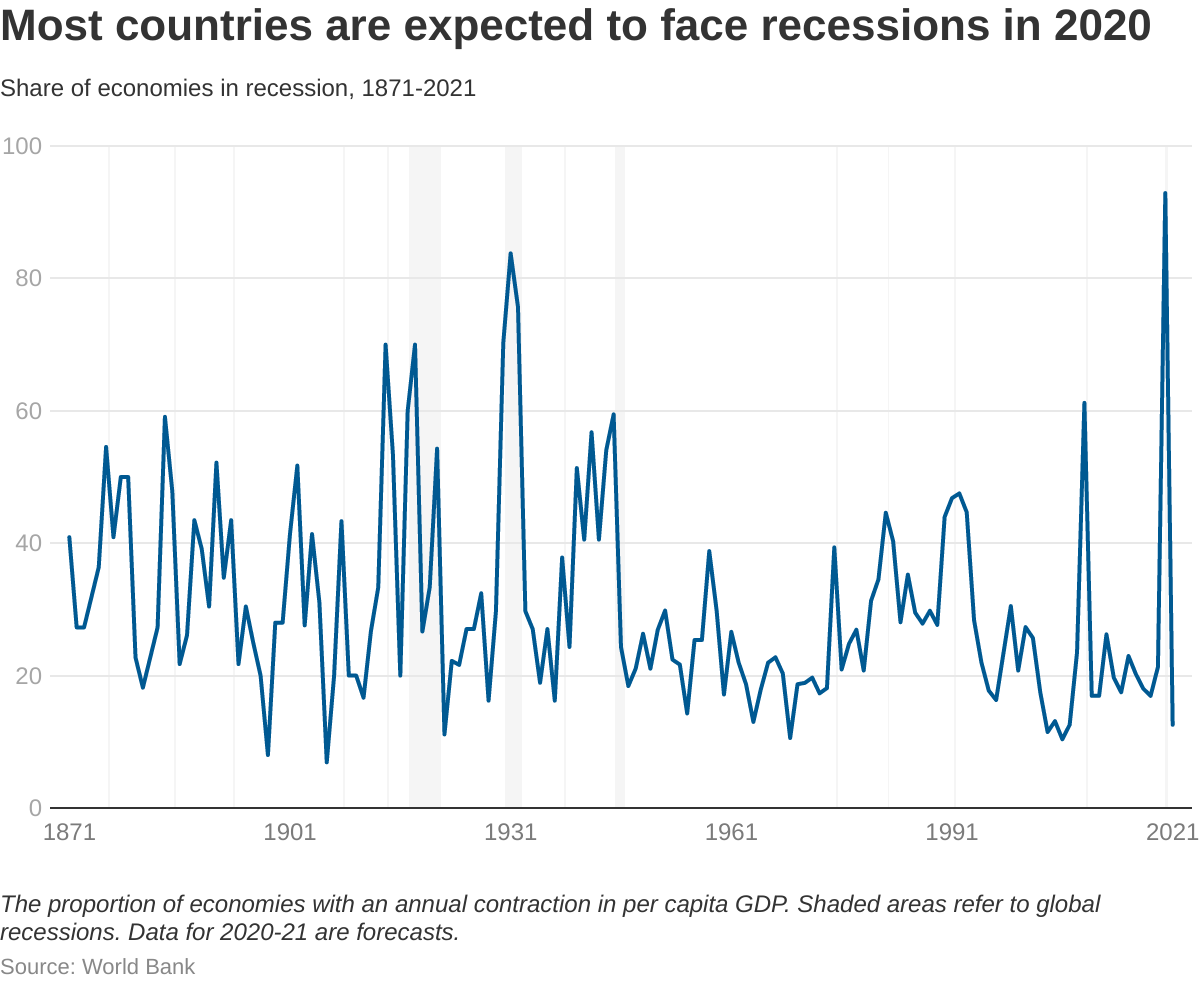 Most countries are expected to face recessions in 2020
Share of economies in recession, 1871-2021
100
80
60
40
20
0
1871 1901 1931 1961 1991 2021
The proportion of economies with an annual contraction in per capita GDP. Shaded areas refer to global
recessions. Data for 2020-21 are forecasts.
Source: World Bank